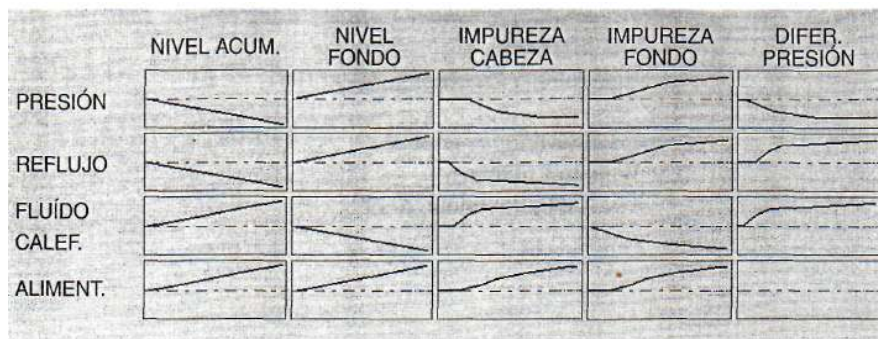 NIVEL ACUM.
NIVEL
FONDO
IMPUREZA
CABEZA
IMPUREZA
FONDO
DIFER.
PRESIÓN
PRESIÓN
REFLUJO
FLUÍDO
CALEF.
ALIMENT.